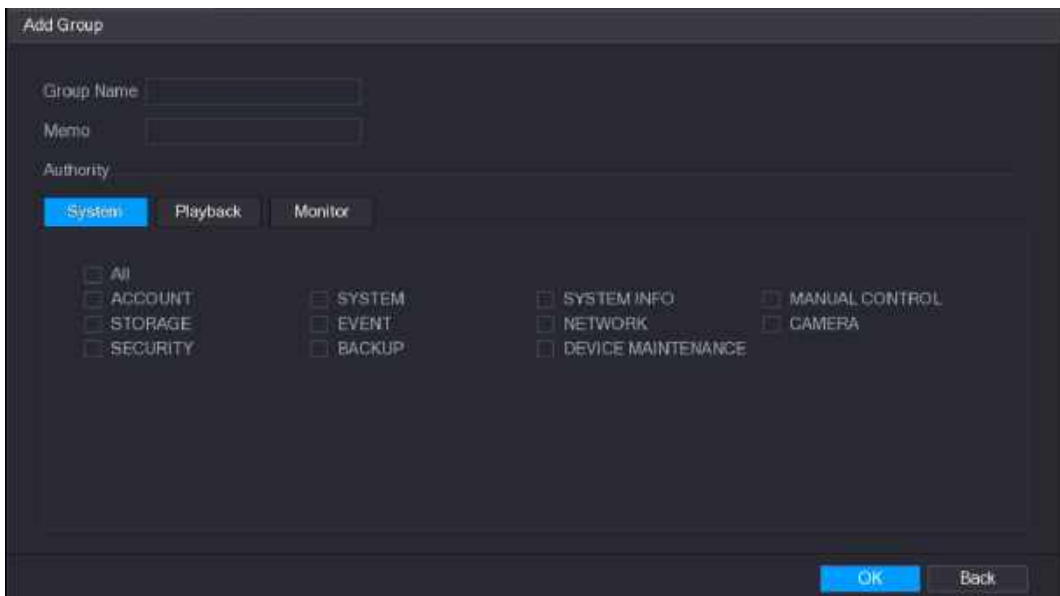 Add Group
Group Name
Memo
Authority
System Playback Monitor
All
ACCOUNT SYSTEM SYSTEM INFO MANUAL CONTROL
STORAGE EVENT NETWORK CAMERA
SECURITY BACKUP DEVICE MAINTENANCE
OK Back